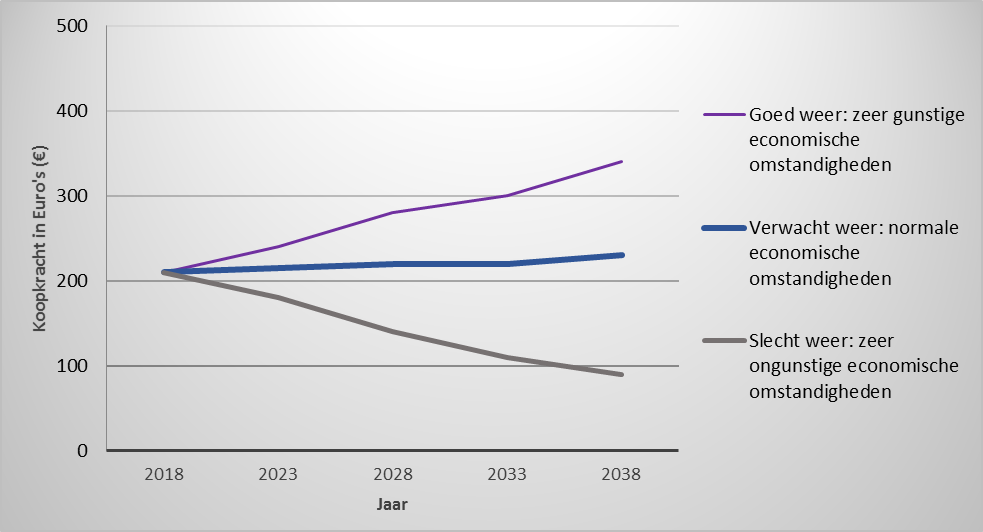 500
400
300
200
100
0
Koopkracht in Euro's (€)
2018 2023 2028 2033 2038
Jaar
Goed weer: zeer gunstige
economische
omstandigheden
Verwacht weer: normale
economische
omstandigheden
Slecht weer: zeer
ongunstige economische
omstandigheden